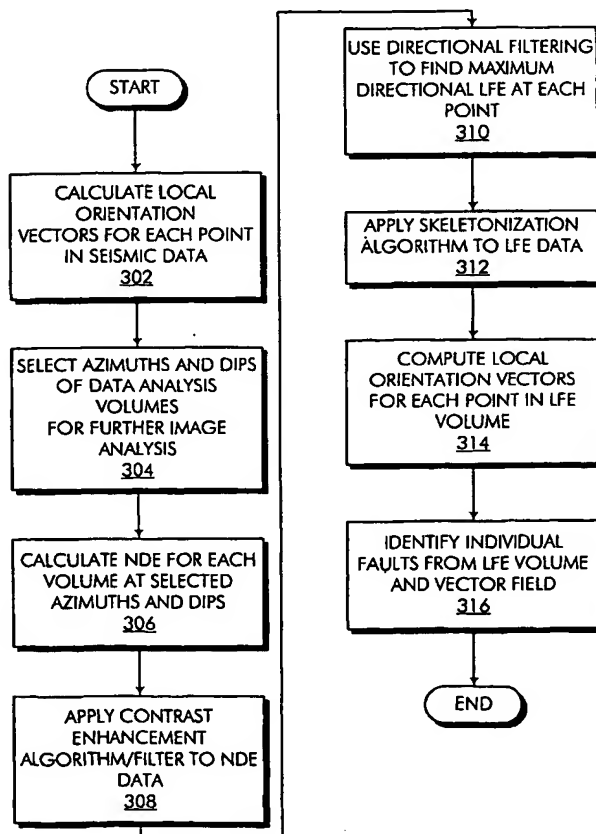 START
CALCULATE LOCAL
ORIENTATION
VECTORS FOR EACH POINT
IN SEISMIC DATA
302
SELECT AZIMUTHS AND DIPS
OF DATA ANALYSIS
VOLUMES
FOR FURTHER IMAGE
ANALYSIS
304
CALCULATE NDE FOR EACH
VOLUME AT SELECTED
AZIMUTHS AND DIPS
306
APPLY CONTRAST
ENHANCEMENT
ALGORITHM/FILTER TO NDE
DATA
308
USE DIRECTIONAL FILTERING
TO FIND MAXIMUM
DIRECTIONAL LFE AT EACH
POINT
310
APPLY SKELETONIZATION
ALGORITHM TO LFE DATA
312
COMPUTE LOCAL
ORIENTATION VECTORS
FOR EACH POINT IN LFE
VOLUME
314
IDENTIFY INDIVIDUAL
FAULTS FROM LFE VOLUME
AND VECTOR FIELD
316
END